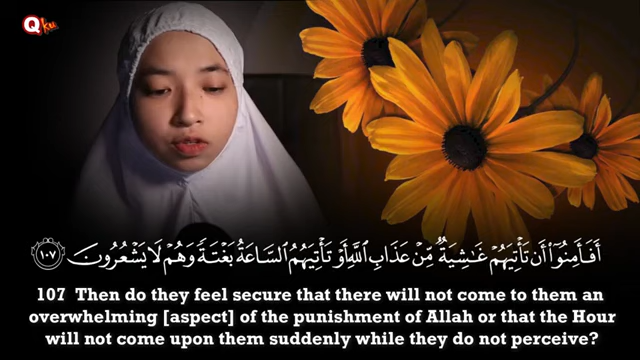 Qku
أَفَأَمِنُوٓا۟ أَن تَأْتِيَهُمْ غَـٰشِيَةٌ مِّنْ عَذَابِ ٱللَّهِ أَوْ تَأْتِيَهُمُ ٱلسَّاعَةُ بَغْتَةً وَهُمْ لَا يَشْعُرُونَ ١٠٧
107 Then do they feel secure that there will not come to them an
overwhelming [aspect] of the punishment of Allah or that the Hour
will not come upon them suddenly while they do not perceive?